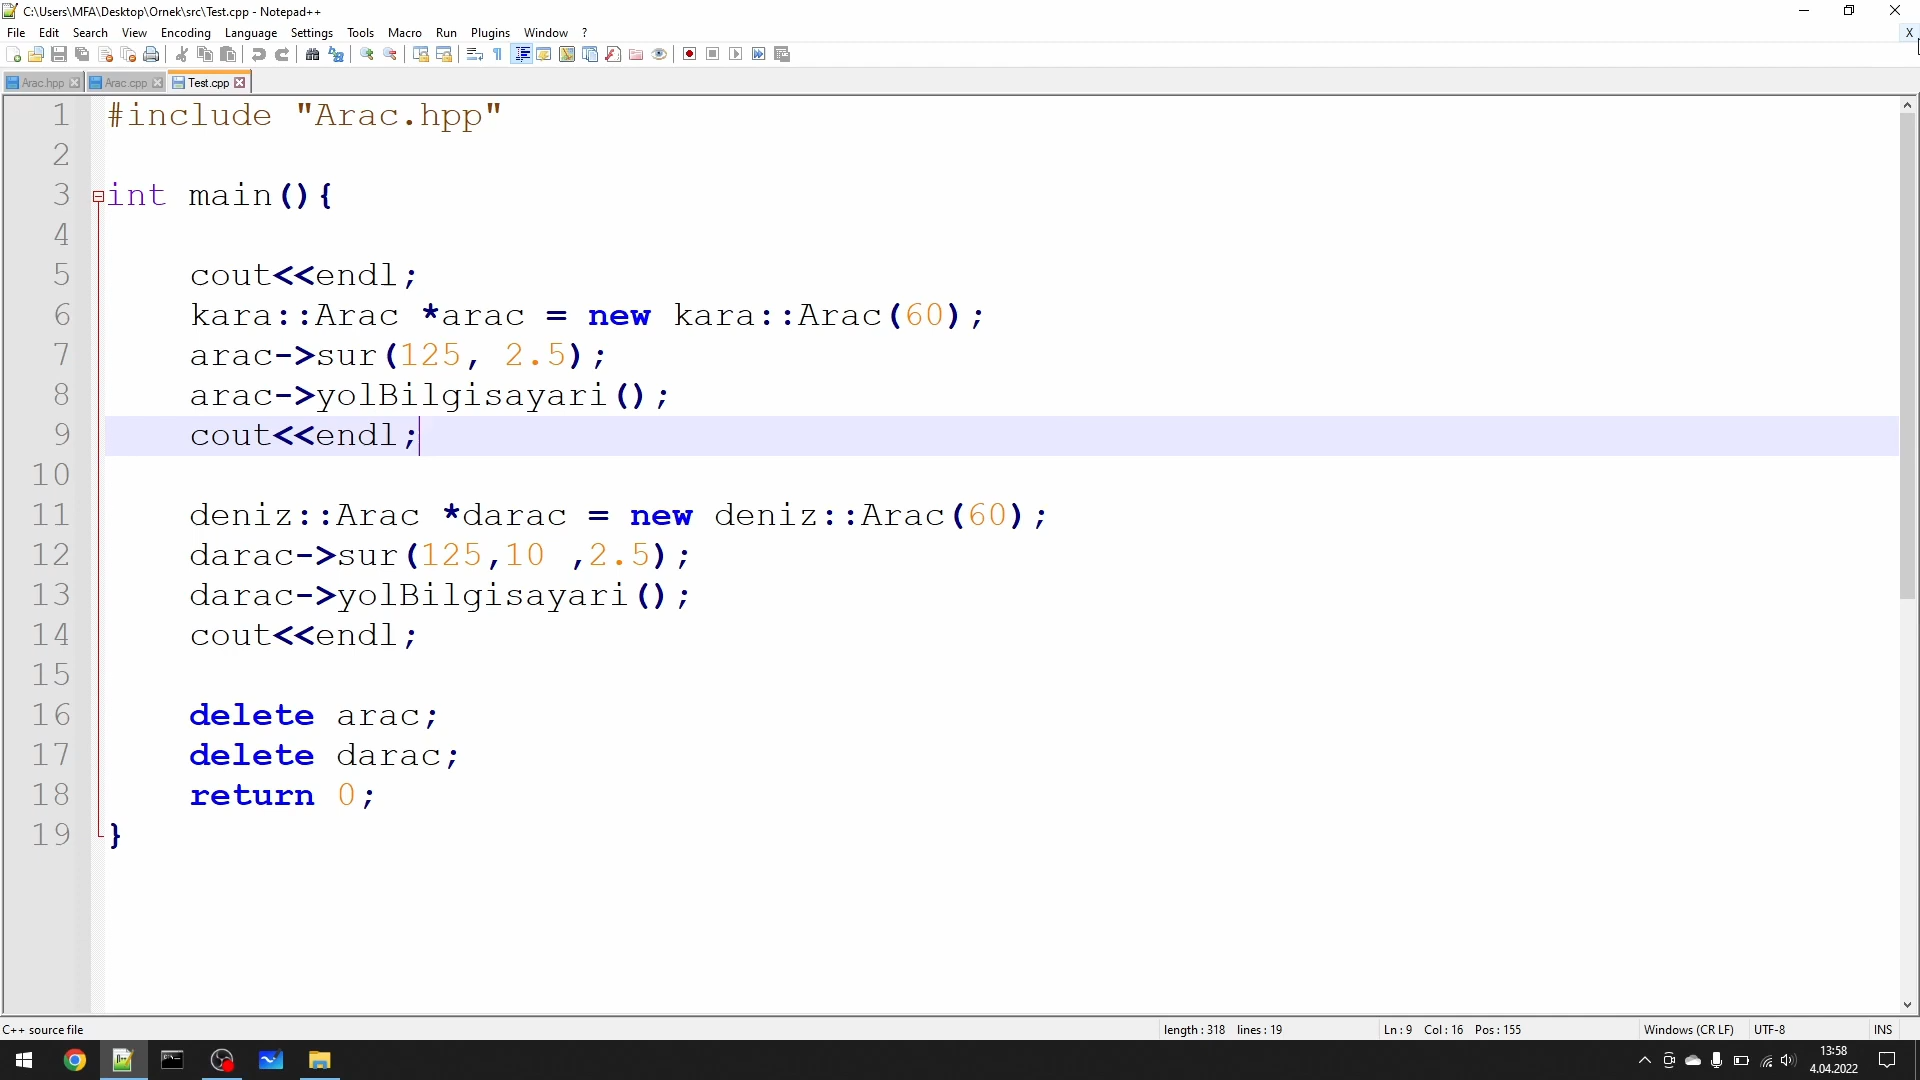 C:\Users\MFA\Desktop\Ornek\src\Test.cpp - Notepad++
File Edit Search View Encoding Language Settings Tools Macro Run Plugins Window ? X
Arac.hpp Arac.cpp Test.cpp
1 #include "Arac.hpp"
2
3 int main(){
4
5 cout<<endl;
6 kara::Arac *arac = new kara::Arac(60);
7 arac->sur(125, 2.5);
8 arac->yolBilgisayari();
9 cout<<endl;
10
11 deniz::Arac *darac = new deniz::Arac(60);
12 darac->sur(125,10 ,2.5);
13 darac->yolBilgisayari();
14 cout<<endl;
15
16 delete arac;
17 delete darac;
18 return 0;
19 }
C++ source file length : 318 lines : 19 Ln : 9 Col : 16 Pos : 155 Windows (CR LF) UTF-8 INS
13:58
4.04.2022